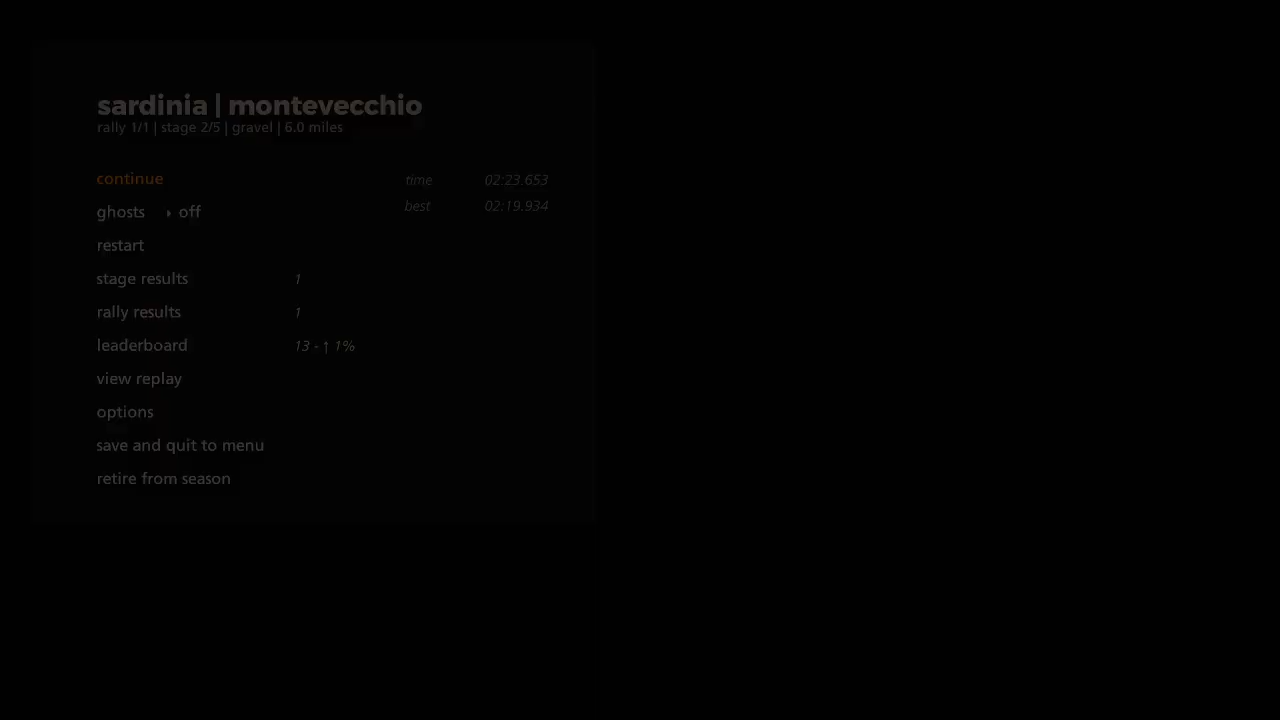 sardinia | montevecchio
rally 1/1 | stage 2/5 | gravel | 6.0 miles
continue
time 02:23.653
ghosts off
best 02:19.934
restart
stage results 1
rally results 1
leaderboard 13 - ↑ 1%
view replay
options
save and quit to menu
retire from season